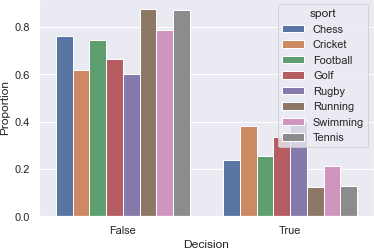 sport
Chess
Cricket
Football
Golf
Rugby
Running
Swimming
Tennis
Proportion
0.8
0.6
0.4
0.2
0.0
False
True
Decision